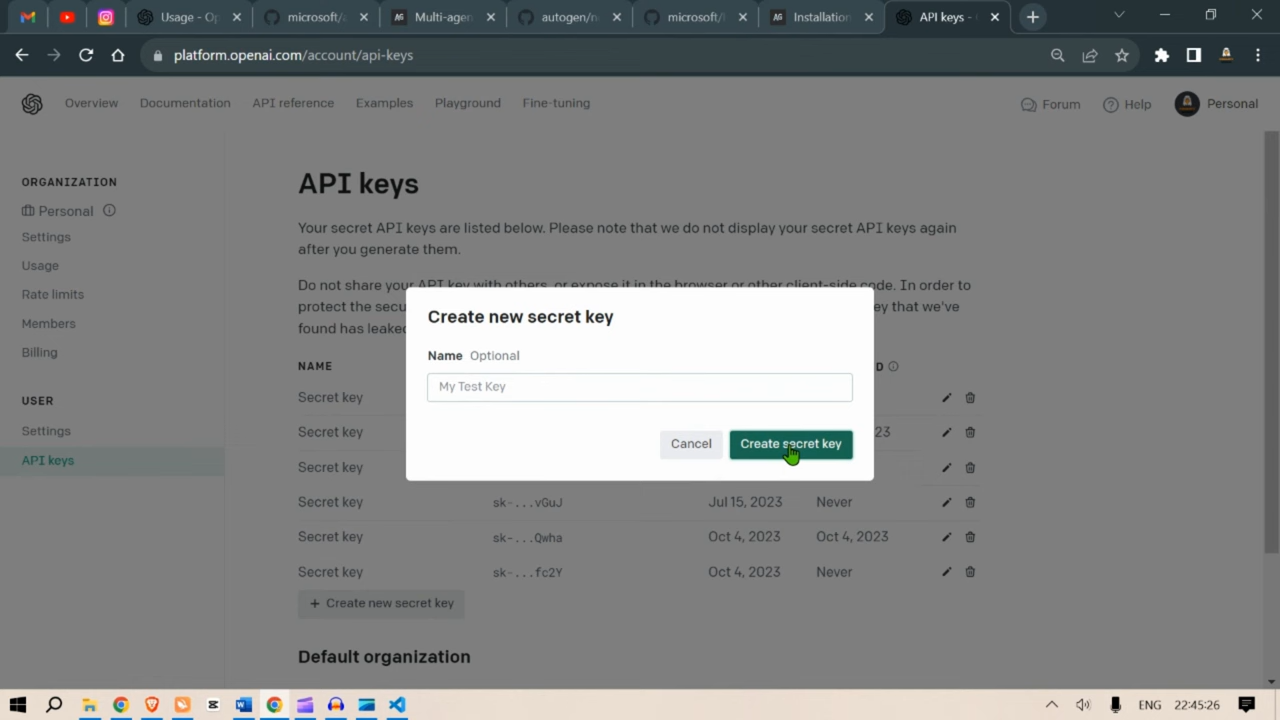 Usage - Op
microsoft/a
Multi-agen
autogen/n
microsoft/
Installation
API keys -
platform.openai.com/account/api-keys
Overview
Documentation
API reference
Examples
Playground
Fine-tuning
Forum
Help
Personal
ORGANIZATION
Personal
Settings
Usage
Rate limits
Members
Billing
USER
Settings
API keys
API keys
Your secret API keys are listed below. Please note that we do not display your secret API keys again
after you generate them.
Do not share your API key with others, or expose it in the browser or other client-side code. In order to
protect the secu
ey that we've
found has leaked
NAME
D
Secret key
Secret key
23
Secret key
Secret key sk-...vGuJ Jul 15, 2023 Never
Secret key sk-...Qwha Oct 4, 2023 Oct 4, 2023
Secret key sk-...fc2Y Oct 4, 2023 Never
+ Create new secret key
Default organization
Create new secret key
Name Optional
My Test Key
Cancel
Create secret key
ENG
22:45:26